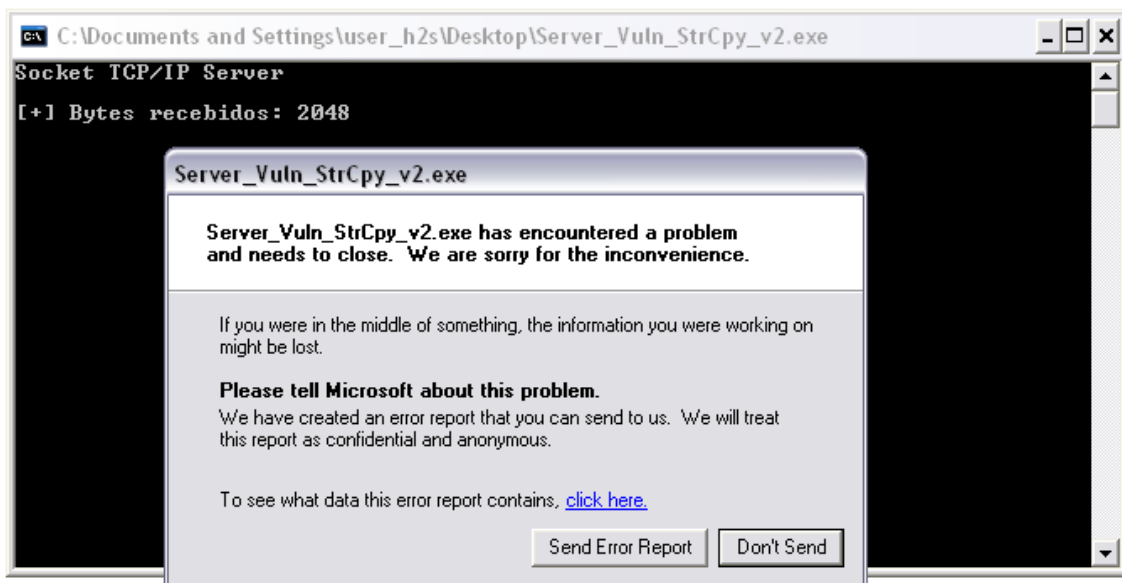 C:\Documents and Settings\user_h2s\Desktop\Server_Vuln_StrCpy_v2.exe
Socket TCP/IP Server
[+] Bytes recebidos: 2048
Server_Vuln_StrCpy_v2.exe
Server_Vuln_StrCpy_v2.exe has encountered a problem
and needs to close. We are sorry for the inconvenience.
If you were in the middle of something, the information you were working on
might be lost.
Please tell Microsoft about this problem.
We have created an error report that you can send to us. We will treat
this report as confidential and anonymous.
To see what data this error report contains, click here.
Send Error Report Don't Send